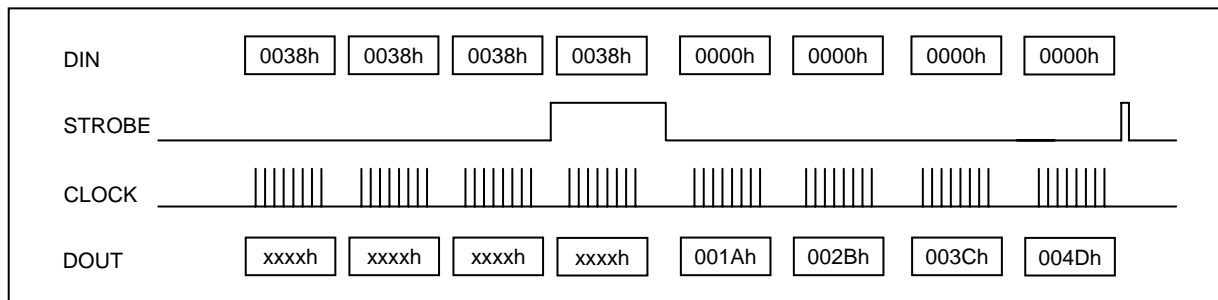 DIN 0038h 0038h 0038h 0038h 0000h 0000h 0000h 0000h
STROBE
CLOCK
DOUT xxxxh xxxxh xxxxh xxxxh 001Ah 002Bh 003Ch 004Dh